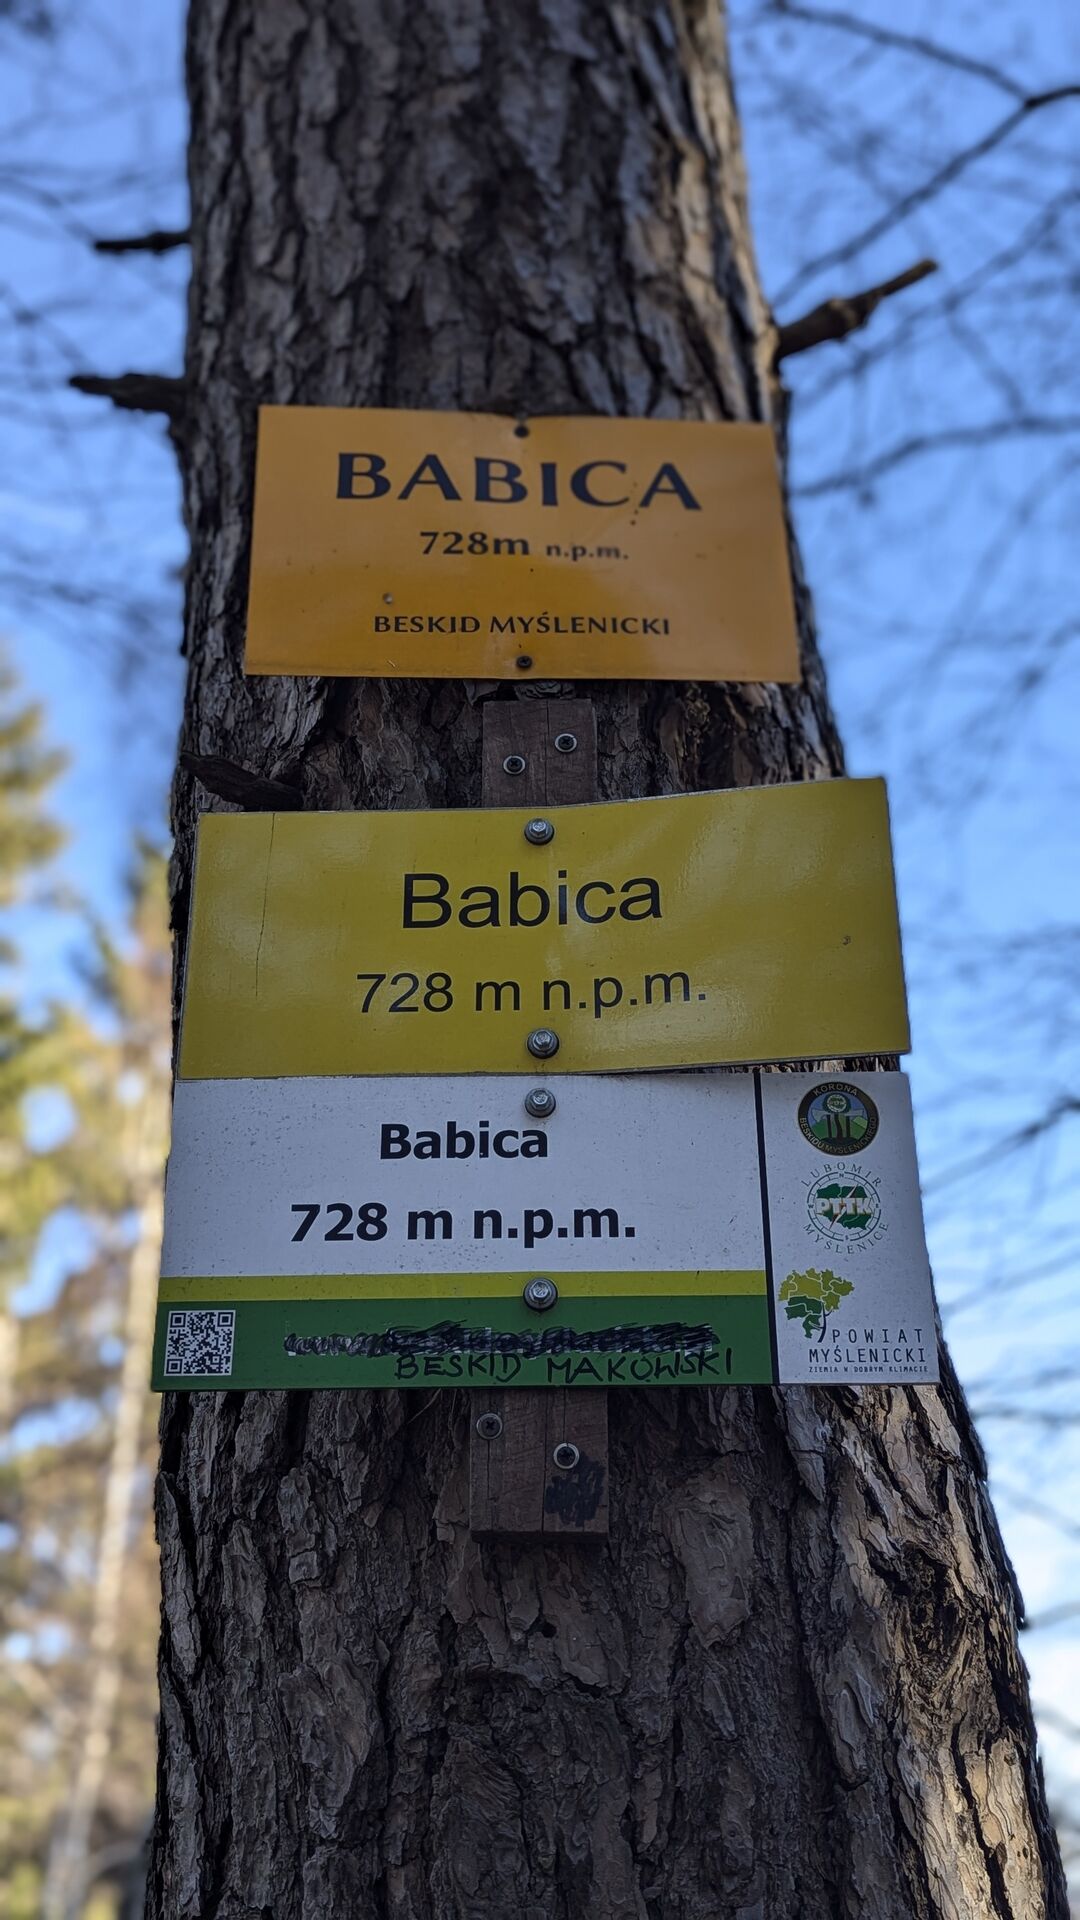 BABICA
728m n.p.m.
BESKID MYŚLENICKI
Babica
728 m n.p.m.
Babica
728 m n.p.m.
BESKID MAKOWSKI
KORONA
BESKIDU MYŚLENICKIEGO
LUBOMIR
PTTK
MYŚLENICE
POWIAT
MYŚLENICKI
ZIEMIA W DOBRYM KLIMACIE